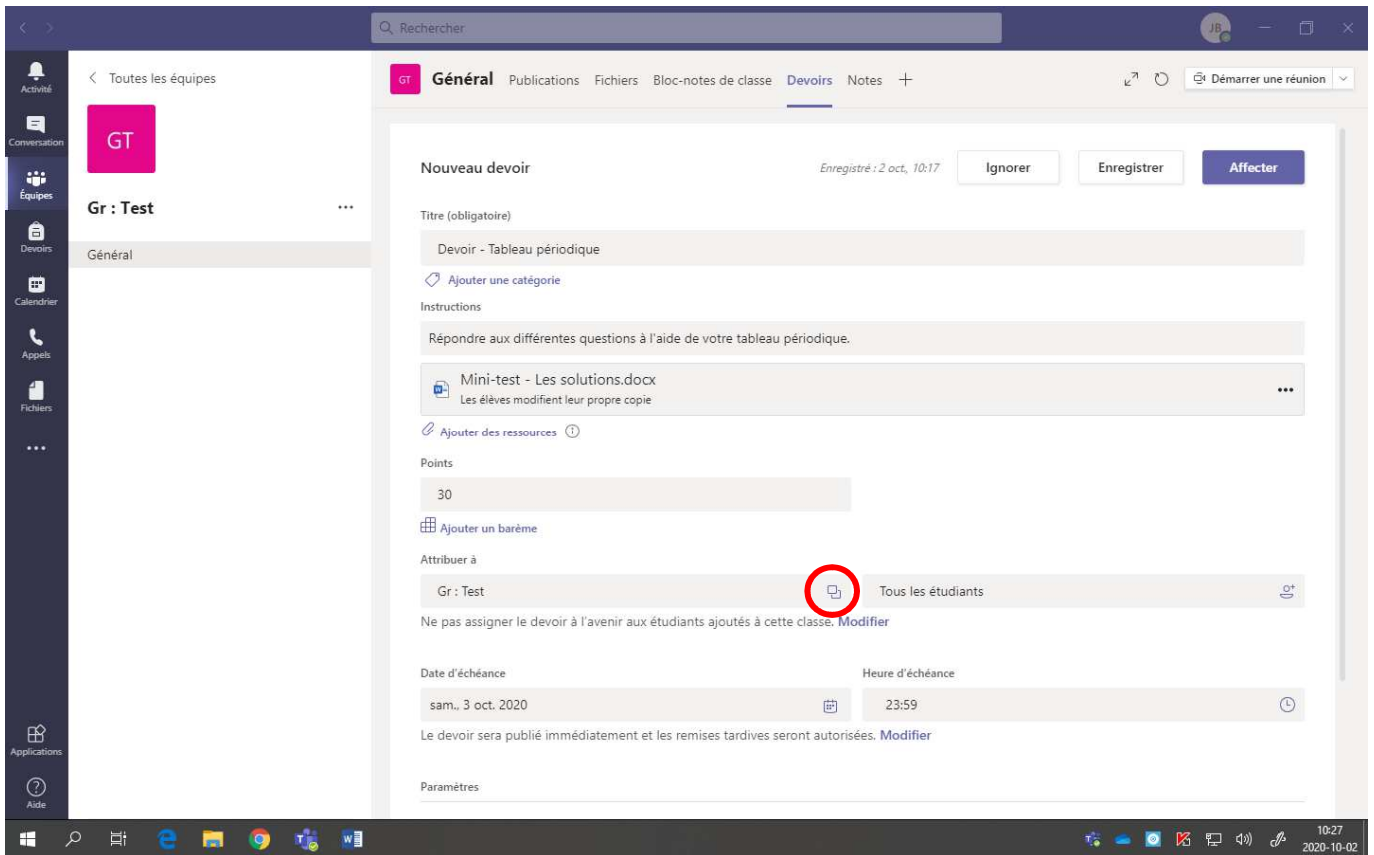 Rechercher
JB
Activité
Conversation
Équipes
Devoirs
Calendrier
Appels
Fichiers
Applications
Aide
Toutes les équipes
GT
Gr : Test
Général
GT Général Publications Fichiers Bloc-notes de classe Devoirs Notes
Démarrer une réunion
Nouveau devoir
Enregistré : 2 oct., 10:17
Ignorer
Enregistrer
Affecter
Titre (obligatoire)
Devoir - Tableau périodique
Ajouter une catégorie
Instructions
Répondre aux différentes questions à l'aide de votre tableau périodique.
Mini-test - Les solutions.docx
Les élèves modifient leur propre copie
Ajouter des ressources
Points
30
Ajouter un barème
Attribuer à
Gr : Test
Tous les étudiants
Ne pas assigner le devoir à l'avenir aux étudiants ajoutés à cette classe. Modifier
Date d'échéance
Heure d'échéance
sam., 3 oct. 2020
23:59
Le devoir sera publié immédiatement et les remises tardives seront autorisées. Modifier
Paramètres
10:27
2020-10-02